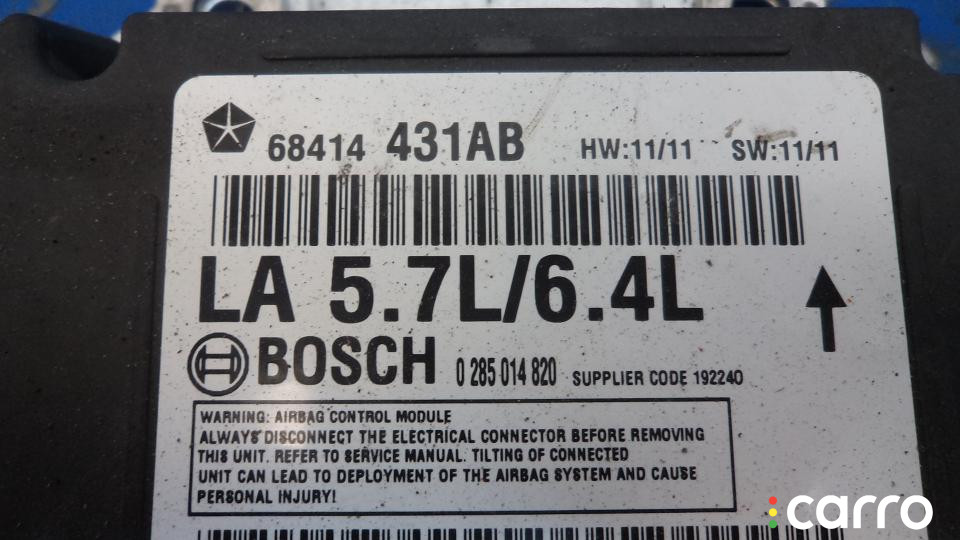 68414 431AB HW:11/11 SW:11/11
LA 5.7L/6.4L
BOSCH 0 285 014 820 SUPPLIER CODE 192240
WARNING: AIRBAG CONTROL MODULE
ALWAYS DISCONNECT THE ELECTRICAL CONNECTOR BEFORE REMOVING
THIS UNIT. REFER TO SERVICE MANUAL. TILTING OF CONNECTED
UNIT CAN LEAD TO DEPLOYMENT OF THE AIRBAG SYSTEM AND CAUSE
PERSONAL INJURY!
carro